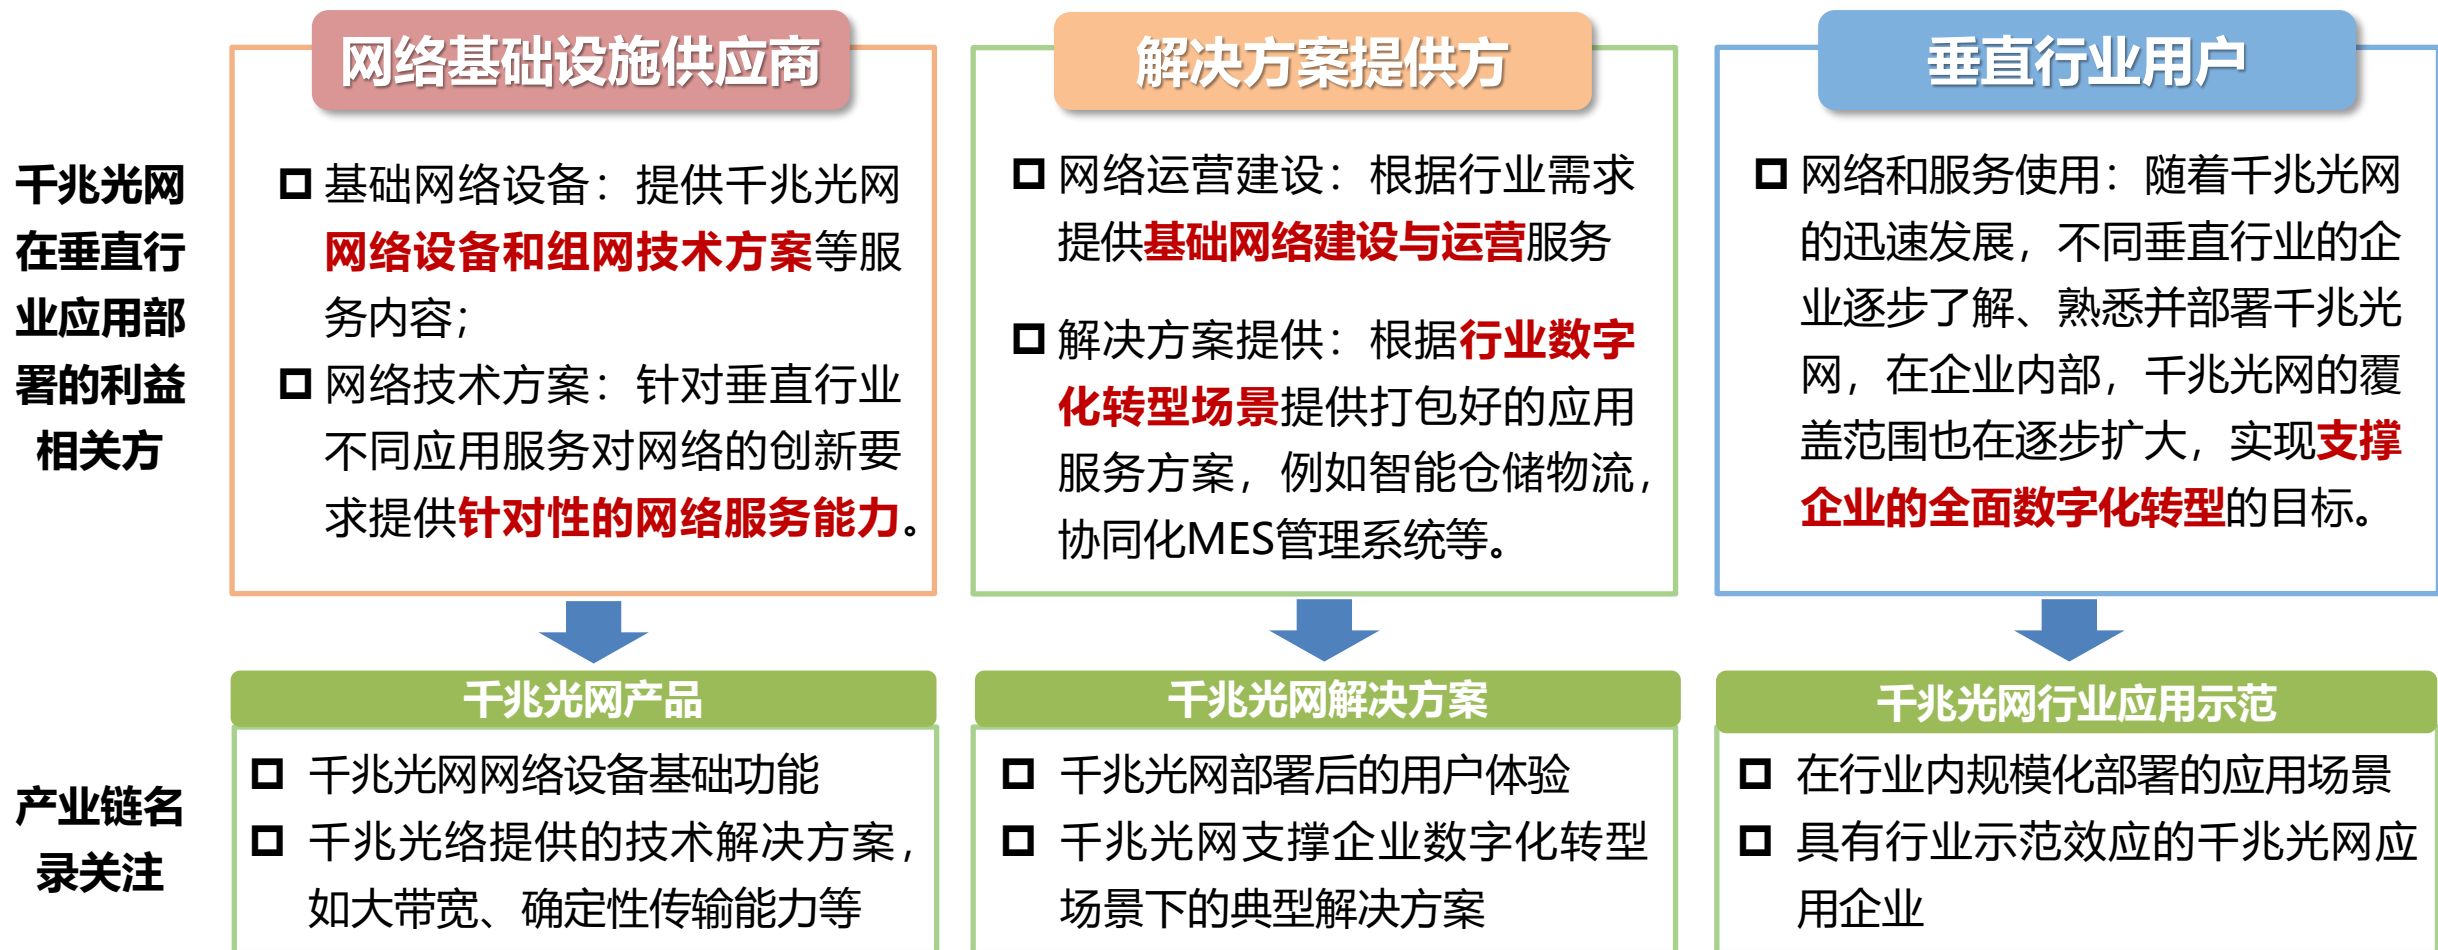 千兆光网
在垂直行
业应用部
署的利益
相关方
网络基础设施供应商
基础网络设备：提供千兆光网
网络设备和组网技术方案等服
务内容；
网络技术方案：针对垂直行业
不同应用服务对网络的创新要
求提供针对性的网络服务能力。
解决方案提供方
网络运营建设：根据行业需求
提供基础网络建设与运营服务
解决方案提供：根据行业数字
化转型场景提供打包好的应用
服务方案，例如智能仓储物流，
协同化MES管理系统等。
垂直行业用户
网络和服务使用：随着千兆光网
的迅速发展，不同垂直行业的企
业逐步了解、熟悉并部署千兆光
网，在企业内部，千兆光网的覆
盖范围也在逐步扩大，实现支撑
企业的全面数字化转型的目标。
产业链名
录关注
千兆光网产品
千兆光网网络设备基础功能
千兆光络提供的技术解决方案，
如大带宽、确定性传输能力等
千兆光网解决方案
千兆光网部署后的用户体验
千兆光网支撑企业数字化转型
场景下的典型解决方案
千兆光网行业应用示范
在行业内规模化部署的应用场景
具有行业示范效应的千兆光网应
用企业